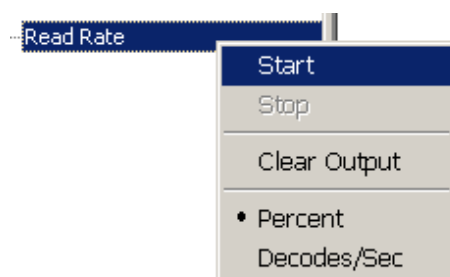 Read Rate
Start
Stop
Clear Output
Percent
Decodes/Sec